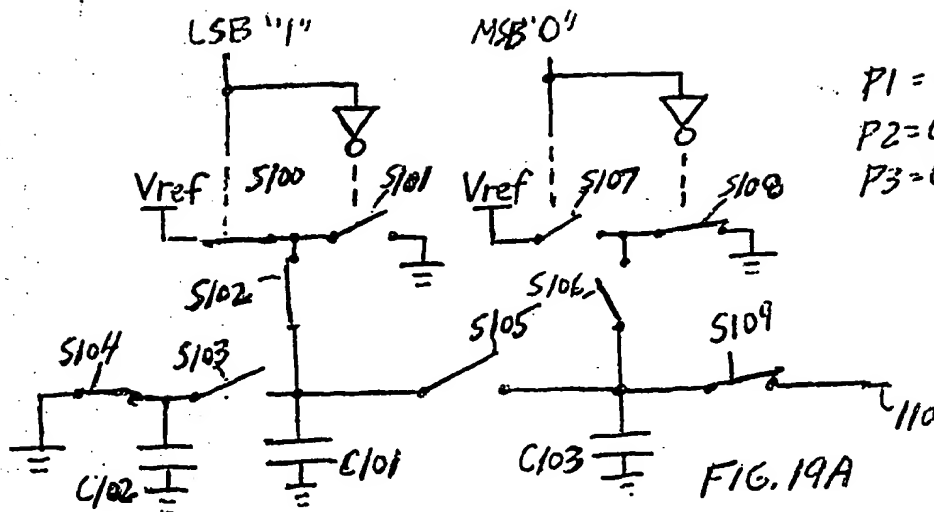 LSB "1"
MSB "0"
P1 =
P2=
P3=
Vref
S100
S101
Vref
S107
S108
S102
S106
S105
S109
S104
S103
C102
C101
C103
110
FIG. 19A